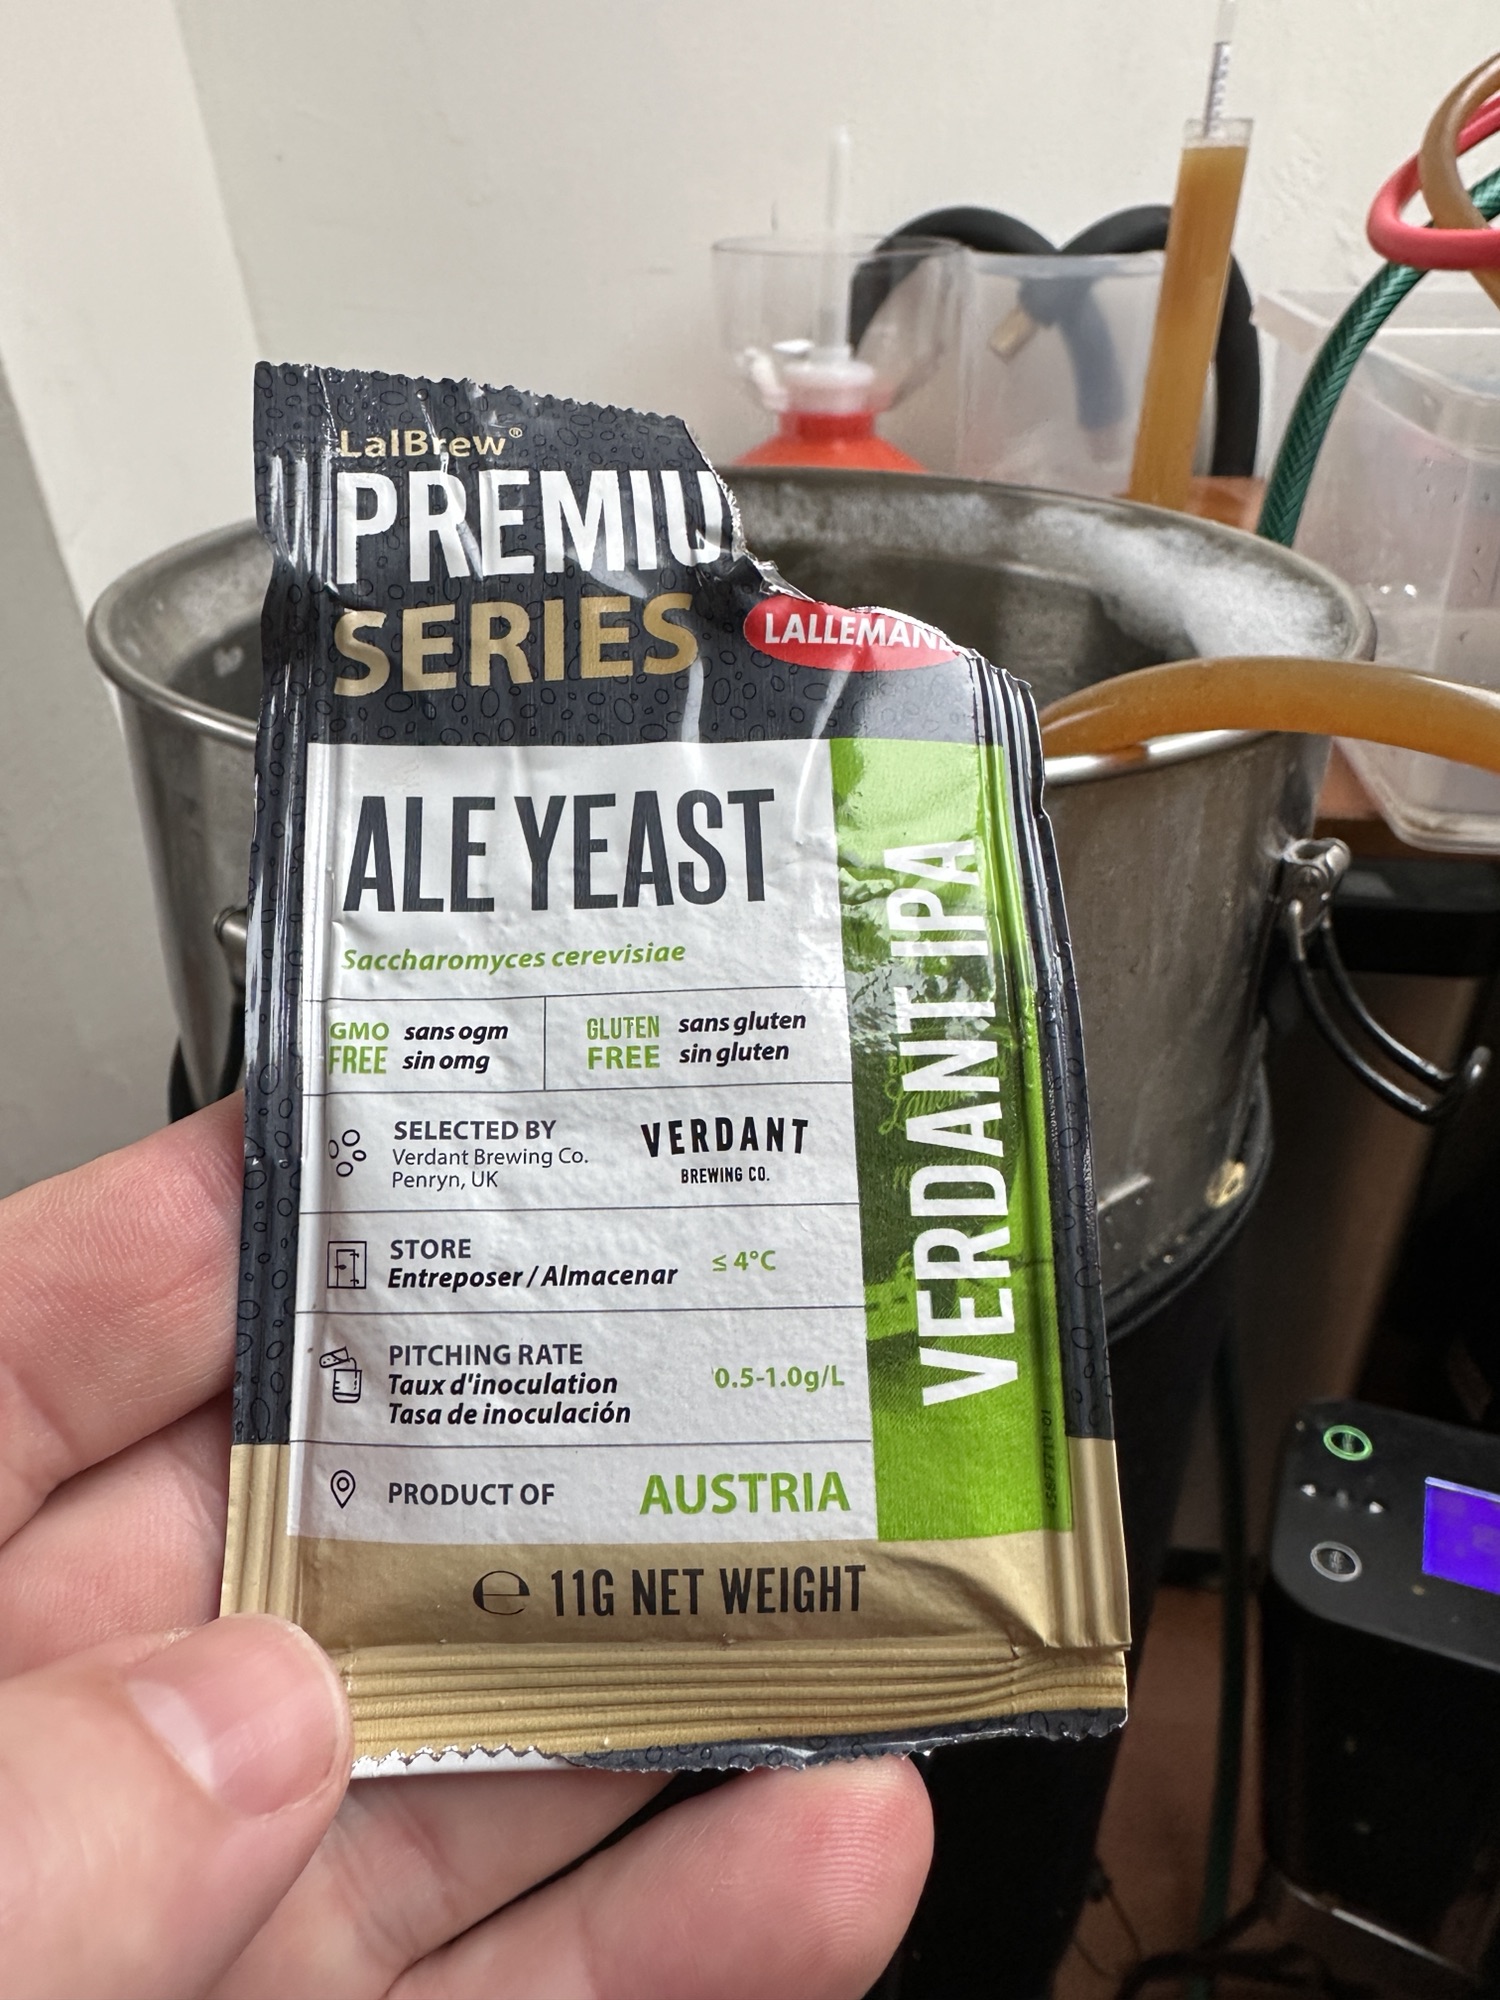 LalBrew®
PREMIU
SERIES
LALLEMAN
ALE YEAST
Saccharomyces cerevisiae
GMO FREE
sans ogm
sin omg
GLUTEN FREE
sans gluten
sin gluten
SELECTED BY
Verdant Brewing Co.
Penryn, UK
VERDANT
BREWING CO.
STORE
Entreposer / Almacenar
≤ 4°C
PITCHING RATE
Taux d'inoculation
Tasa de inoculación
0.5-1.0g/L
PRODUCT OF
AUSTRIA
VERDANT IPA
℮ 11G NET WEIGHT